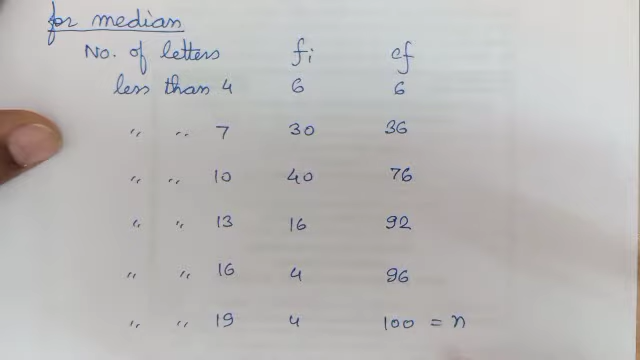 for median
No. of letters fi cf
less than 4 6 6
" " 7 30 36
" " 10 40 76
" " 13 16 92
" " 16 4 96
" " 19 4 100 = n